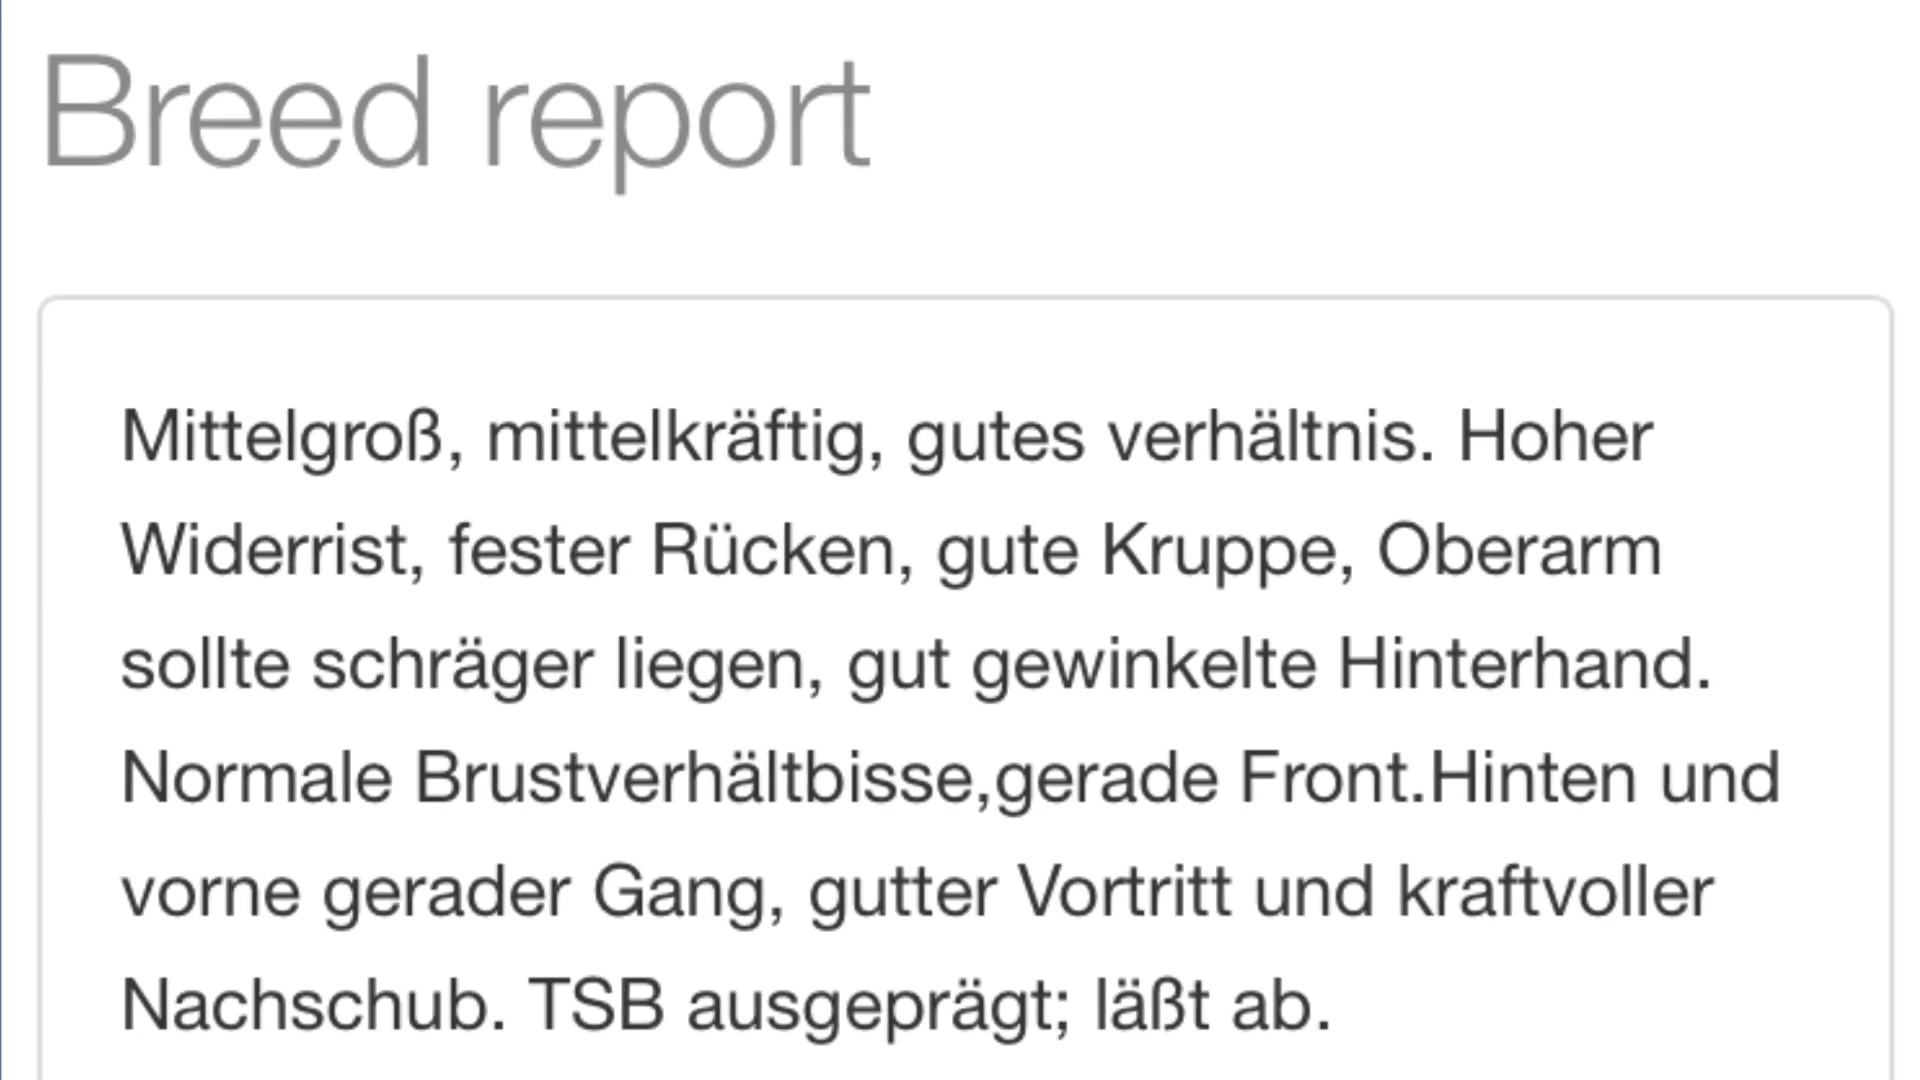 Breed report
Mittelgroß, mittelkräftig, gutes verhältnis. Hoher
Widerrist, fester Rücken, gute Kruppe, Oberarm
sollte schräger liegen, gut gewinkelte Hinterhand.
Normale Brustverhältbisse,gerade Front.Hinten und
vorne gerader Gang, gutter Vortritt und kraftvoller
Nachschub. TSB ausgeprägt; läßt ab.